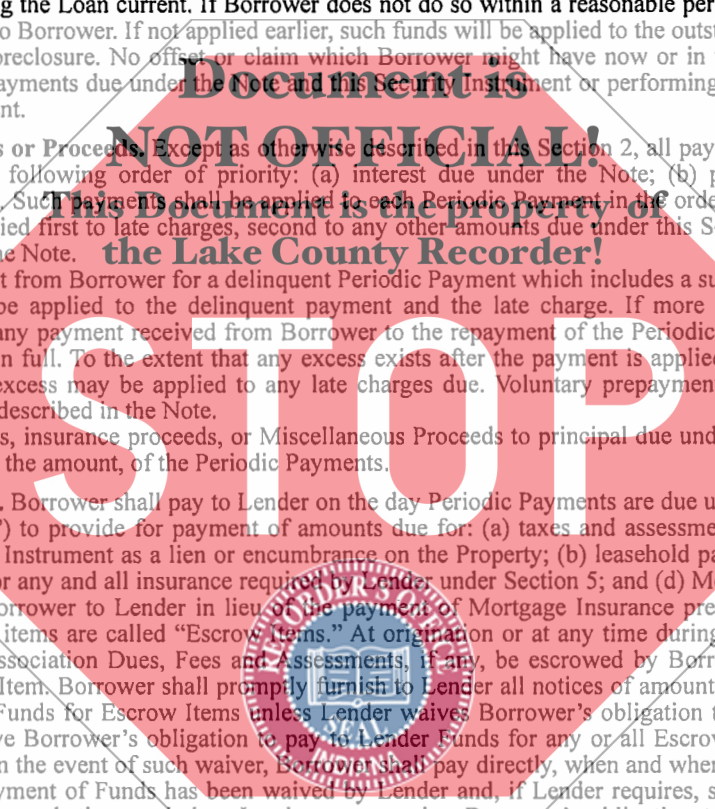 g the Loan current. If Borrower does not do so within a reasonable per
o Borrower. If not applied earlier, such funds will be applied to the outst
oreclosure. No offset or claim which Borrower might have now or in
ayments due under the Note and this Security Instrument or performing
nt.
Document is
NOT OFFICIAL!
This Document is the property of
the Lake County Recorder!
s or Proceeds. Except as otherwise described in this Section 2, all pay
following order of priority: (a) interest due under the Note; (b) p
. Such payments shall be applied to each Periodic Payment in the orde
ied first to late charges, second to any other amounts due under this S
he Note.
t from Borrower for a delinquent Periodic Payment which includes a su
be applied to the delinquent payment and the late charge. If more
any payment received from Borrower to the repayment of the Periodic
n full. To the extent that any excess exists after the payment is applied
excess may be applied to any late charges due. Voluntary prepayment
described in the Note.
s, insurance proceeds, or Miscellaneous Proceeds to principal due und
the amount, of the Periodic Payments.
STOP
. Borrower shall pay to Lender on the day Periodic Payments are due u
”) to provide for payment of amounts due for: (a) taxes and assessme
Instrument as a lien or encumbrance on the Property; (b) leasehold pa
or any and all insurance required by Lender under Section 5; and (d) M
orrower to Lender in lieu of the payment of Mortgage Insurance pre
items are called “Escrow Items.” At origination or at any time during
ssociation Dues, Fees and Assessments, if any, be escrowed by Borr
Item. Borrower shall promptly furnish to Lender all notices of amount
Funds for Escrow Items unless Lender waives Borrower’s obligation t
ve Borrower’s obligation to pay to Lender Funds for any or all Escrow
n the event of such waiver, Borrower shall pay directly, when and wher
yment of Funds has been waived by Lender and, if Lender requires, s
RECORDER'S OFFICE
SEAL